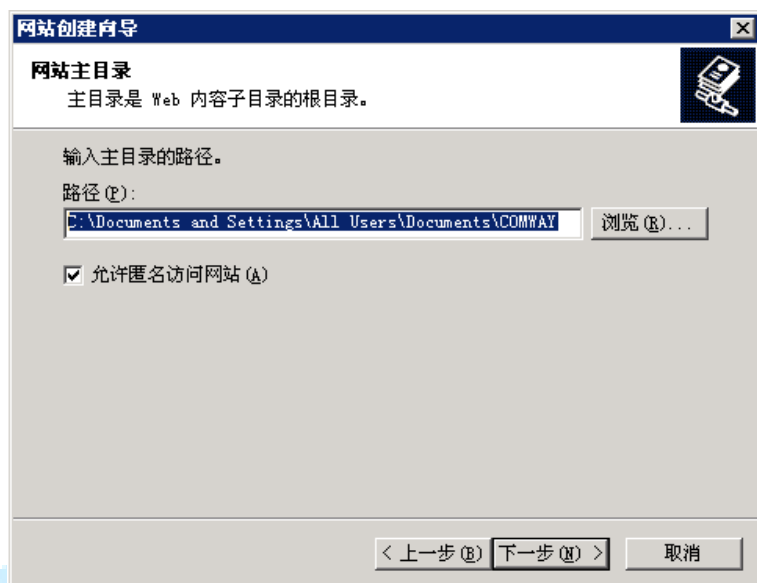 网站创建向导
网站主目录
主目录是 Web 内容子目录的根目录。
输入主目录的路径。
路径(P):
C:\Documents and Settings\All Users\Documents\COMWAY
浏览(R)...
允许匿名访问网站(A)
< 上一步(B)
下一步(N) >
取消